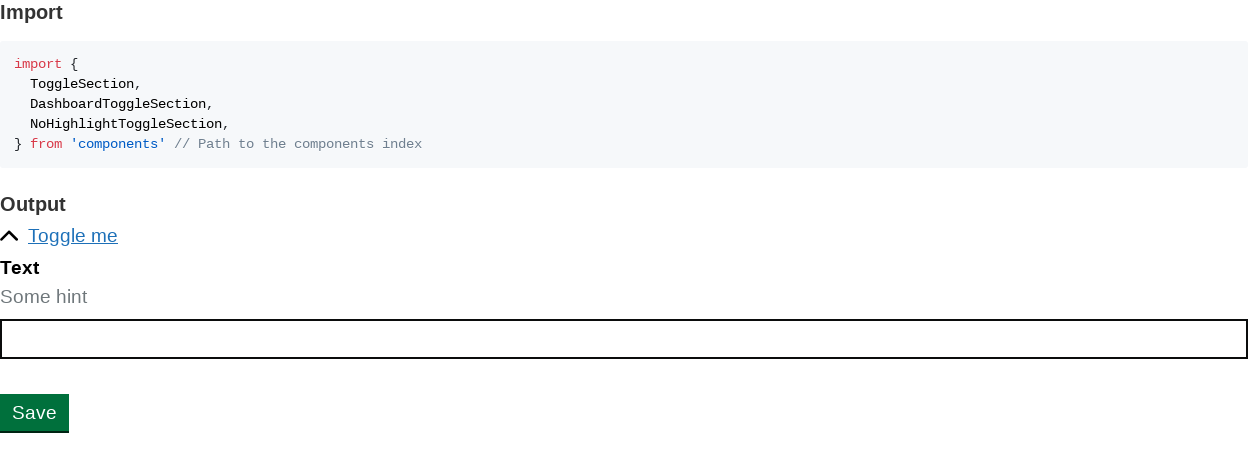 Import
import {
  ToggleSection,
  DashboardToggleSection,
  NoHighlightToggleSection,
} from 'components' // Path to the components index
Output
Toggle me
Text
Some hint
Save